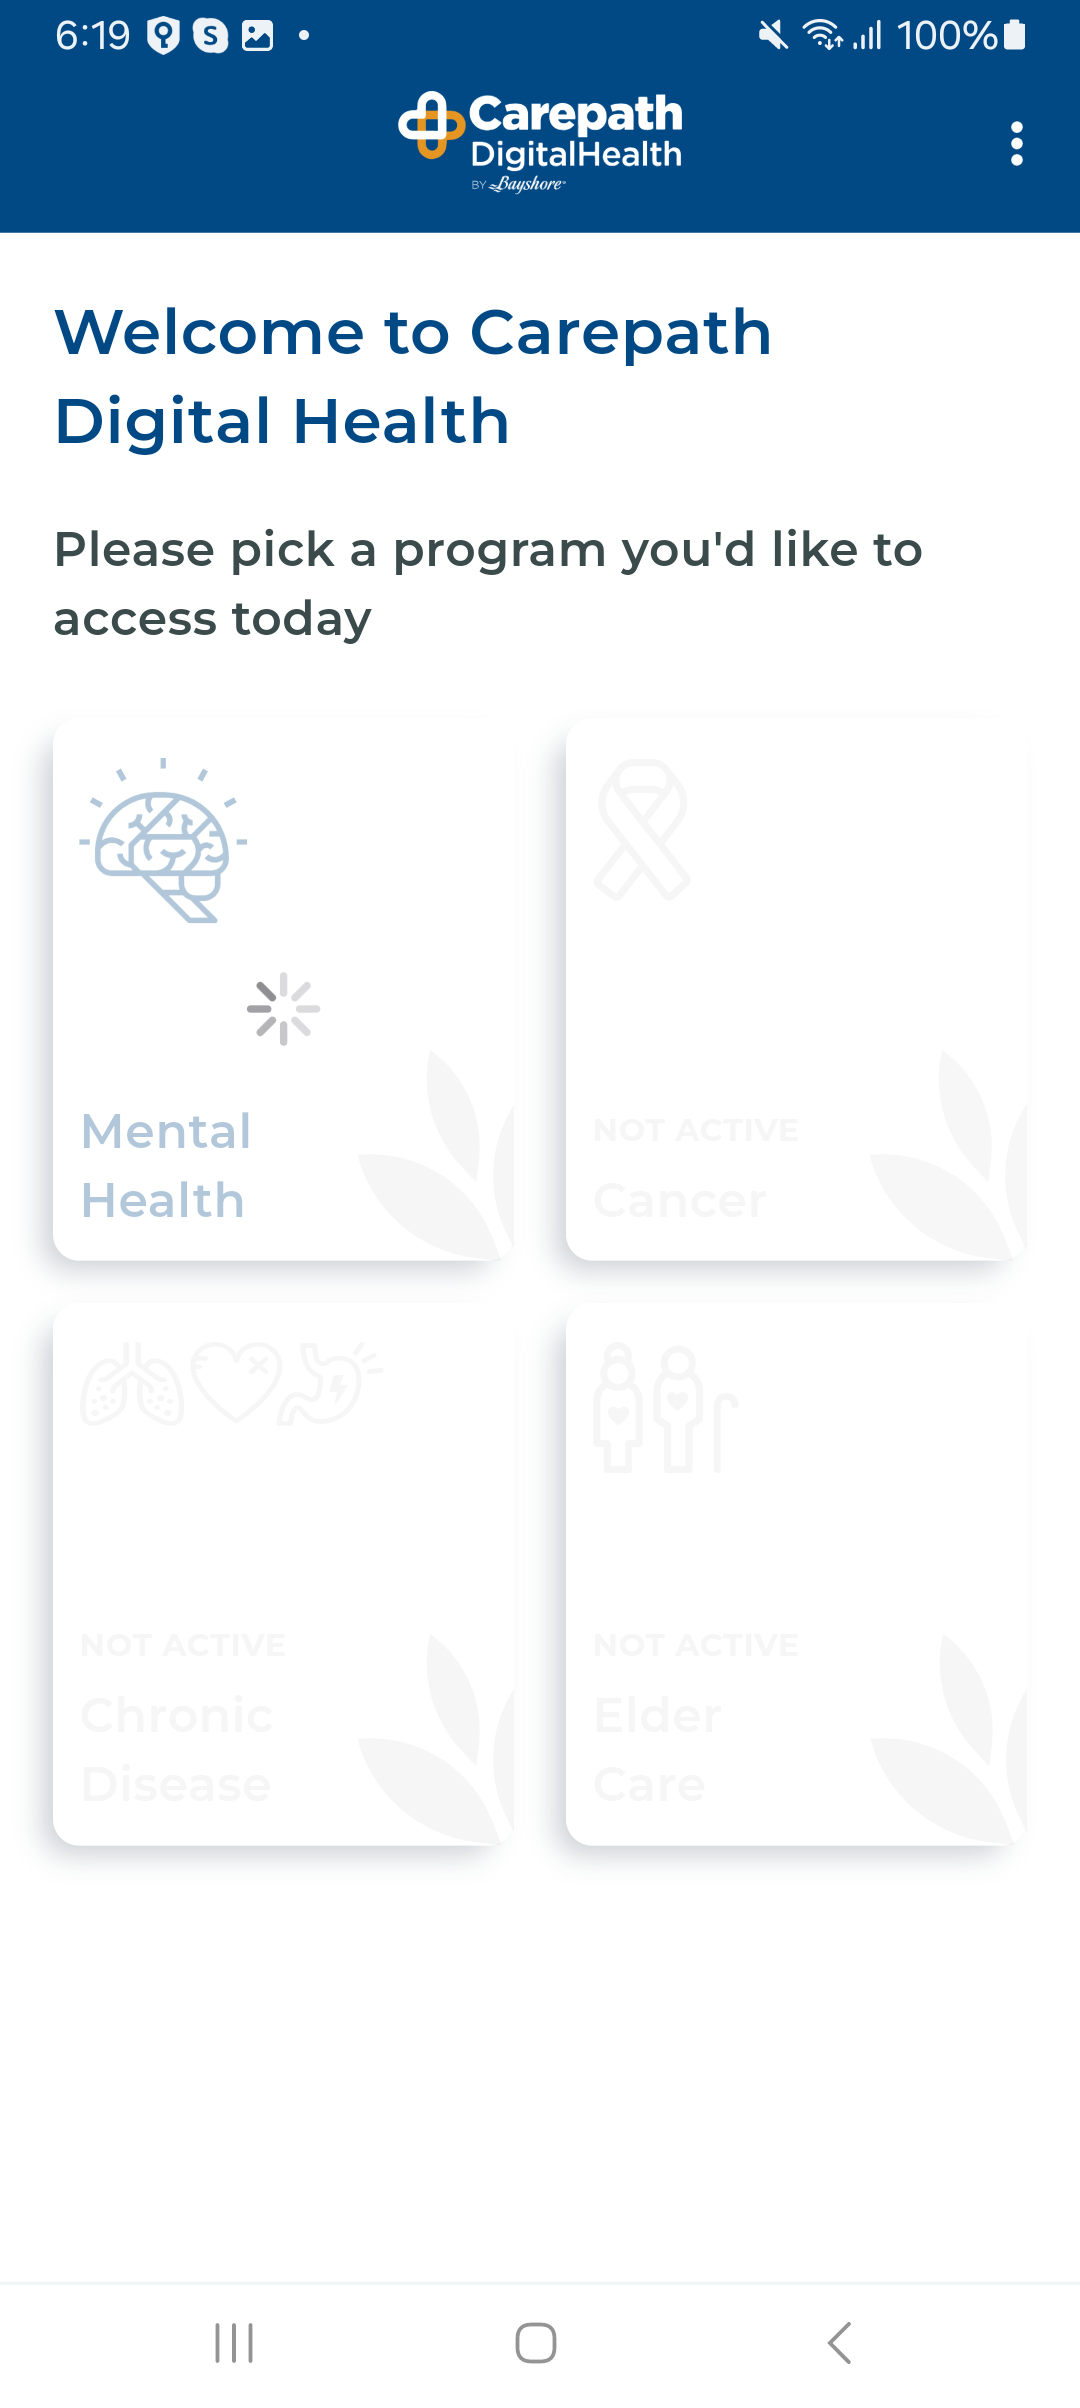 6:19
100%
Carepath
DigitalHealth
BY Bayshore
Welcome to Carepath
Digital Health
Please pick a program you'd like to
access today
Mental
Health
NOT ACTIVE
Cancer
NOT ACTIVE
Chronic
Disease
NOT ACTIVE
Elder
Care